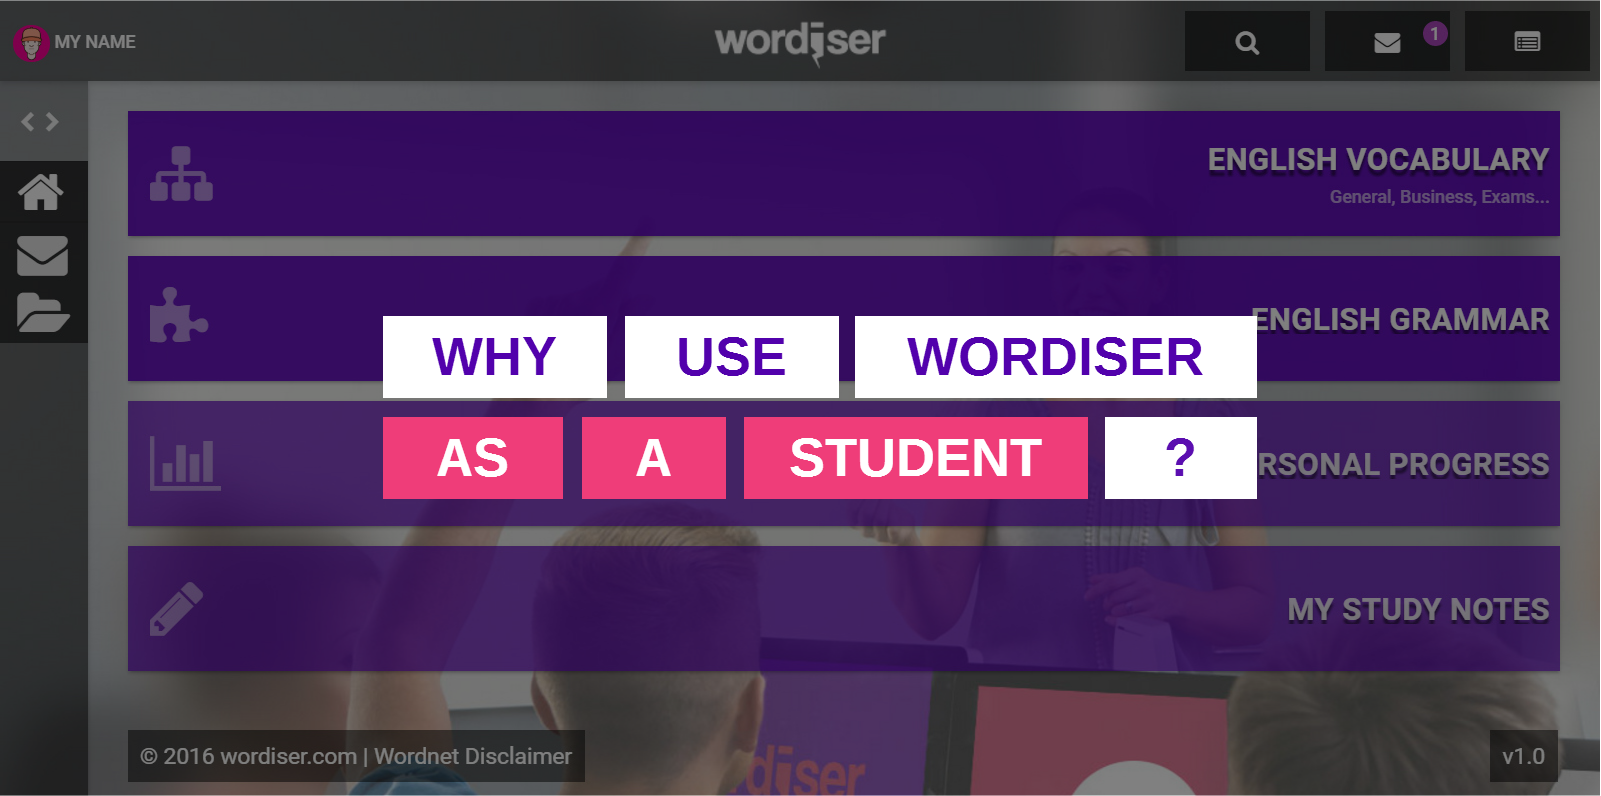 MY NAME
wordiser
1
ENGLISH VOCABULARY
General, Business, Exams...
ENGLISH GRAMMAR
WHY USE WORDISER
AS A STUDENT ?
RSONAL PROGRESS
MY STUDY NOTES
© 2016 wordiser.com | Wordnet Disclaimer
rdiser
v1.0